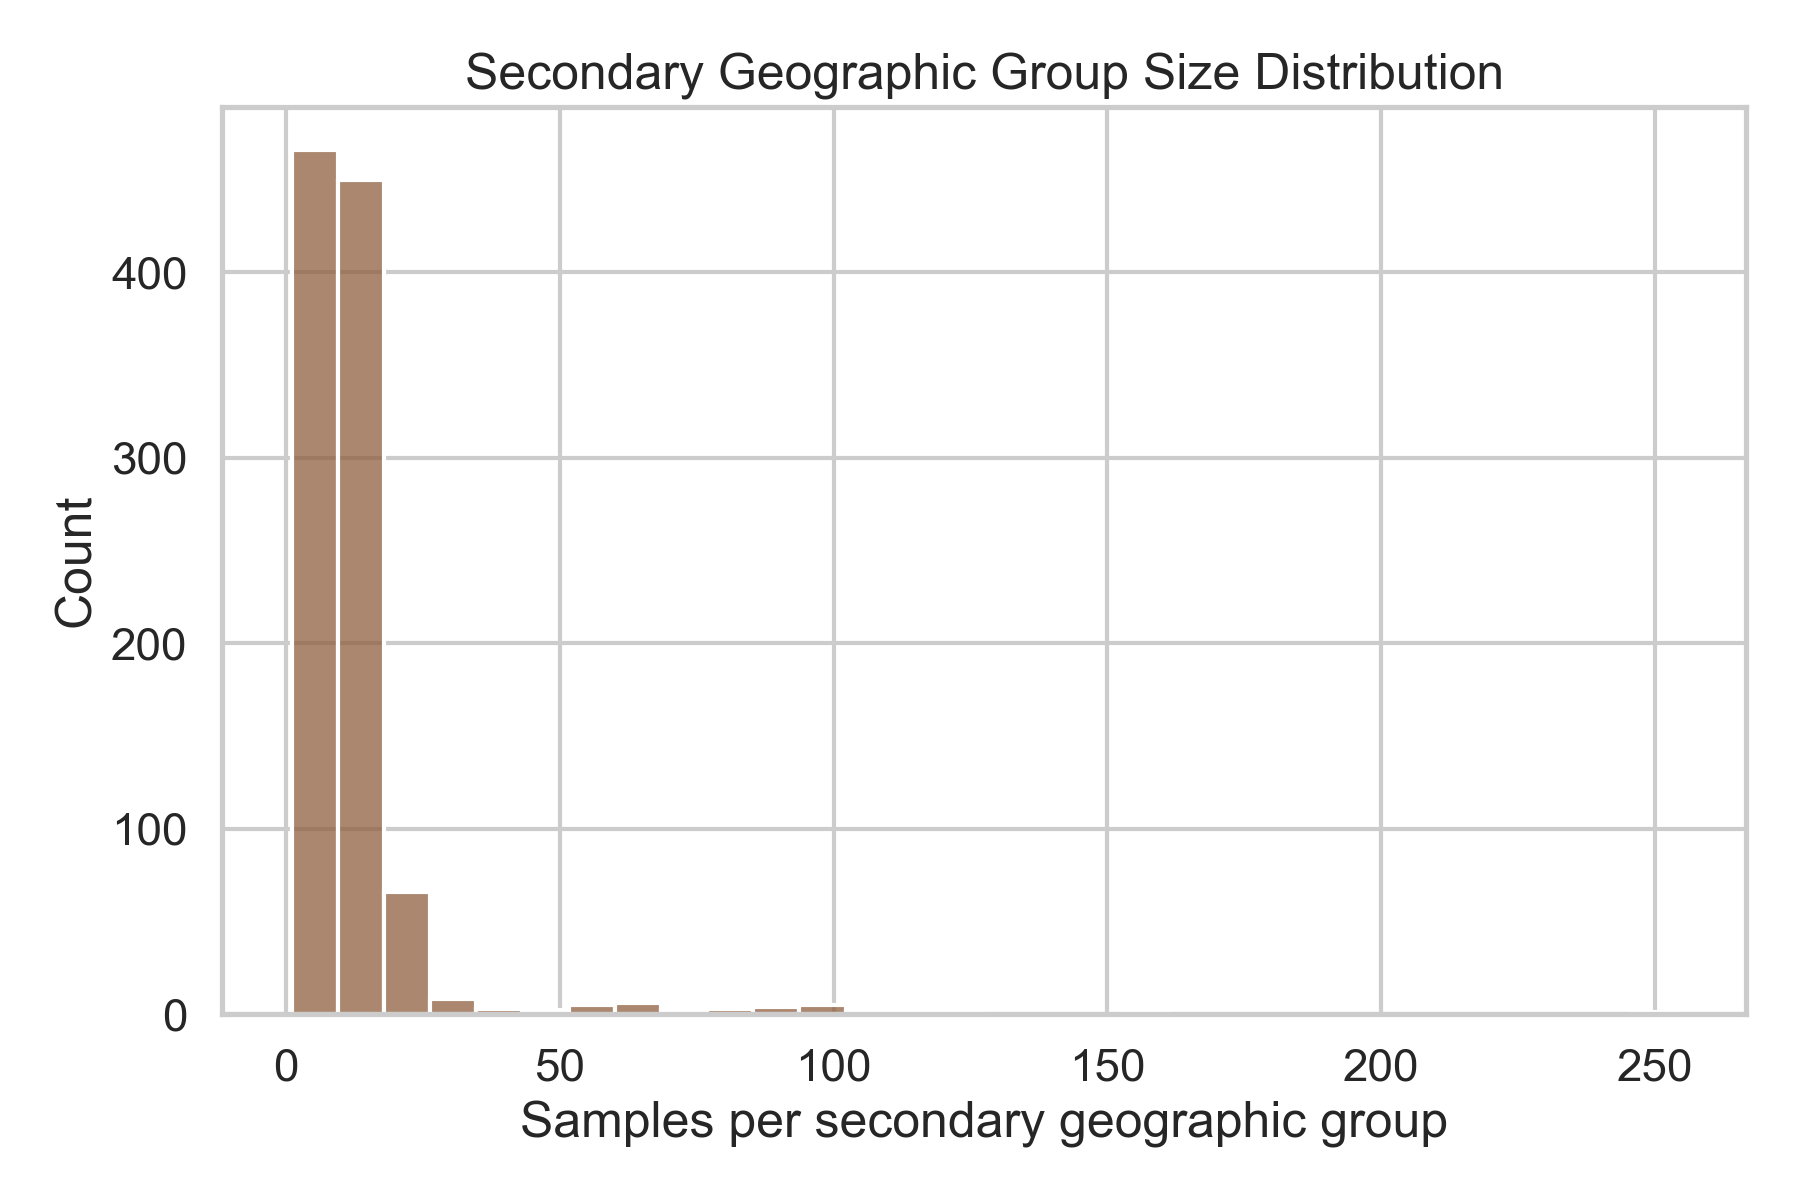 Secondary Geographic Group Size Distribution
400
300
200
100
0
Count
0 50 100 150 200 250
Samples per secondary geographic group